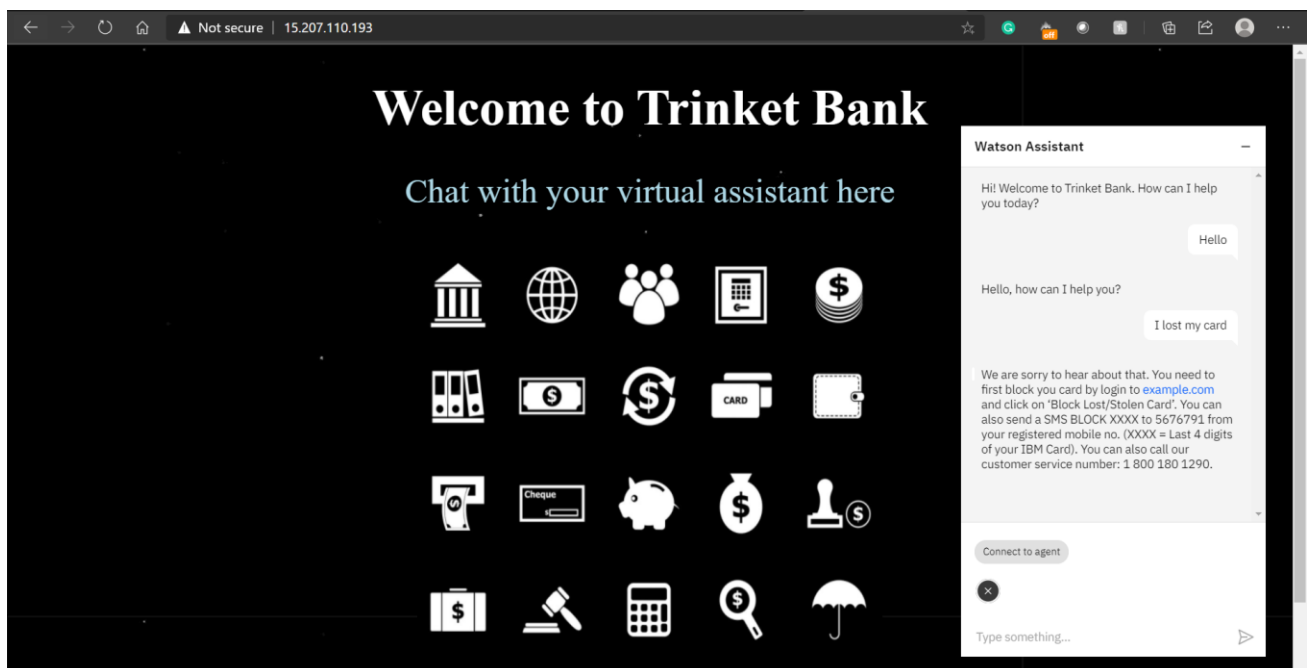 Not secure | 15.207.110.193
off
Welcome to Trinket Bank
Chat with your virtual assistant here
$
$
$
CARD
$
Cheque
$
$
$
$
$
$
Watson Assistant
Hi! Welcome to Trinket Bank. How can I help
you today?
Hello
Hello, how can I help you?
I lost my card
We are sorry to hear about that. You need to
first block you card by login to example.com
and click on ‘Block Lost/Stolen Card’. You can
also send a SMS BLOCK XXXX to 5676791 from
your registered mobile no. (XXXX = Last 4 digits
of your IBM Card). You can also call our
customer service number: 1 800 180 1290.
Connect to agent
Type something...